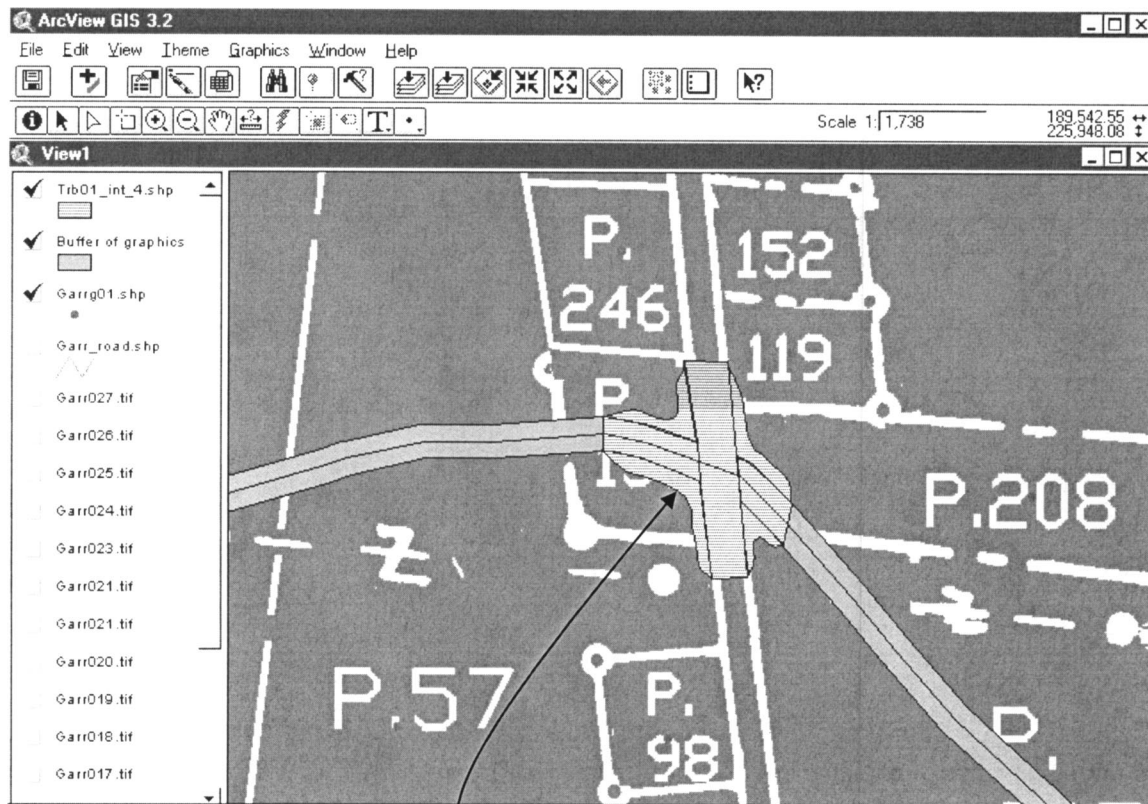 ArcView GIS 3.2
File Edit View Theme Graphics Window Help
Scale 1: 1,738
189,542.55
225,948.08
View1
Trb01_int_4.shp
Buffer of graphics
Garrg01.shp
Garr_road.shp
Garr027.tif
Garr026.tif
Garr025.tif
Garr024.tif
Garr023.tif
Garr021.tif
Garr021.tif
Garr020.tif
Garr019.tif
Garr018.tif
Garr017.tif
P.
246
152
119
P.
P.208
P.57
P.
98